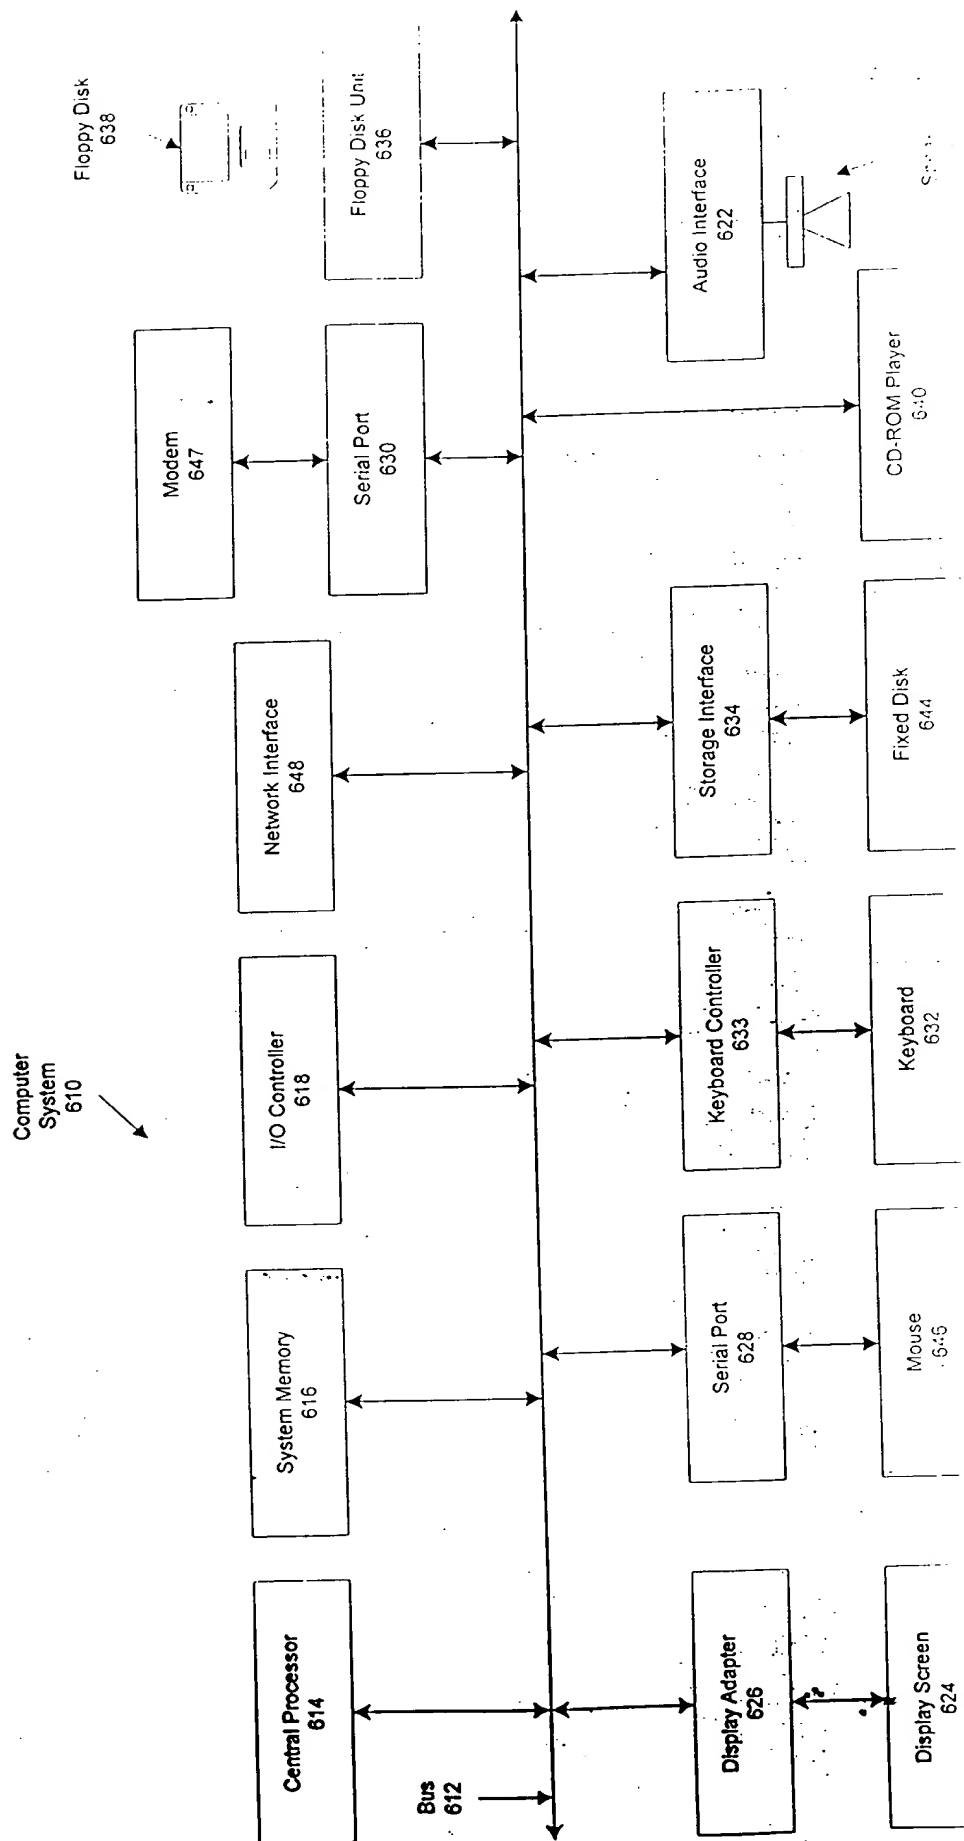 Computer
System
610
Central Processor
614
System Memory
616
I/O Controller
618
Network Interface
648
Modem
647
Serial Port
630
Floppy Disk Unit
636
Floppy Disk
638
Bus
612
Display Adapter
626
Serial Port
628
Keyboard Controller
633
Storage Interface
634
Audio Interface
622
Display Screen
624
Mouse
646
Keyboard
632
Fixed Disk
644
CD-ROM Player
640